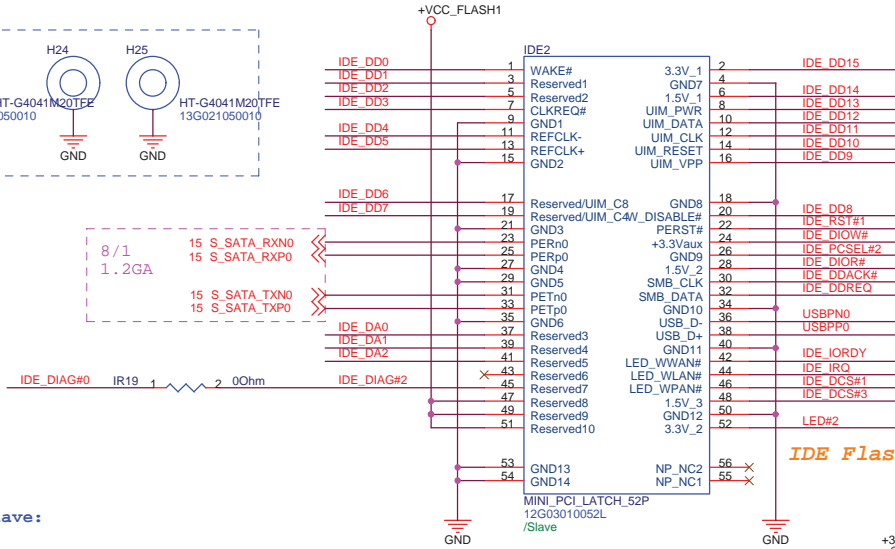 +VCC_FLASH1
H24
H25
HT-G4041M20TFE
050010
HT-G4041M20TFE
13G021050010
GND
GND
IDE2
IDE_DD0 1 WAKE# 3.3V_1 2 IDE_DD15
IDE_DD1 3 Reserved1 GND7 4
IDE_DD2 5 Reserved2 1.5V_1 6 IDE_DD14
IDE_DD3 7 CLKREQ# UIM_PWR 8 IDE_DD13
9 GND1 UIM_DATA 10 IDE_DD12
IDE_DD4 11 REFCLK- UIM_CLK 12 IDE_DD11
IDE_DD5 13 REFCLK+ UIM_RESET 14 IDE_DD10
15 GND2 UIM_VPP 16 IDE_DD9
IDE_DD6 17 Reserved/UIM_C8 GND8 18
IDE_DD7 19 Reserved/UIM_C4 W_DISABLE# 20 IDE_DD8
21 GND3 PERST# 22 IDE_RST#1
15 S_SATA_RXN0 23 PERn0 +3.3Vaux 24 IDE_DIOW#
15 S_SATA_RXP0 25 PERp0 GND9 26 IDE_PCSEL#2
8/1
1.2GA
27 GND4 1.5V_2 28 IDE_DIOR#
29 GND5 SMB_CLK 30 IDE_DDACK#
15 S_SATA_TXN0 31 PETn0 SMB_DATA 32 IDE_DDREQ
15 S_SATA_TXP0 33 PETp0 GND10 34
35 GND6 USB_D- 36 USBPN0
IDE_DA0 37 Reserved3 USB_D+ 38 USBPP0
IDE_DA1 39 Reserved4 GND11 40
IDE_DA2 41 Reserved5 LED_WWAN# 42 IDE_IORDY
43 Reserved6 LED_WLAN# 44 IDE_IRQ
IDE_DIAG#0 IR19 1 2 0Ohm IDE_DIAG#2 45 Reserved7 LED_WPAN# 46 IDE_DCS#1
47 Reserved8 1.5V_3 48 IDE_DCS#3
49 Reserved9 GND12 50
51 Reserved10 3.3V_2 52 LED#2
IDE Flas
53 GND13 NP_NC2 56
54 GND14 NP_NC1 55
MINI_PCI_LATCH_52P
12G03010052L
/Slave
ave:
GND
GND
+3